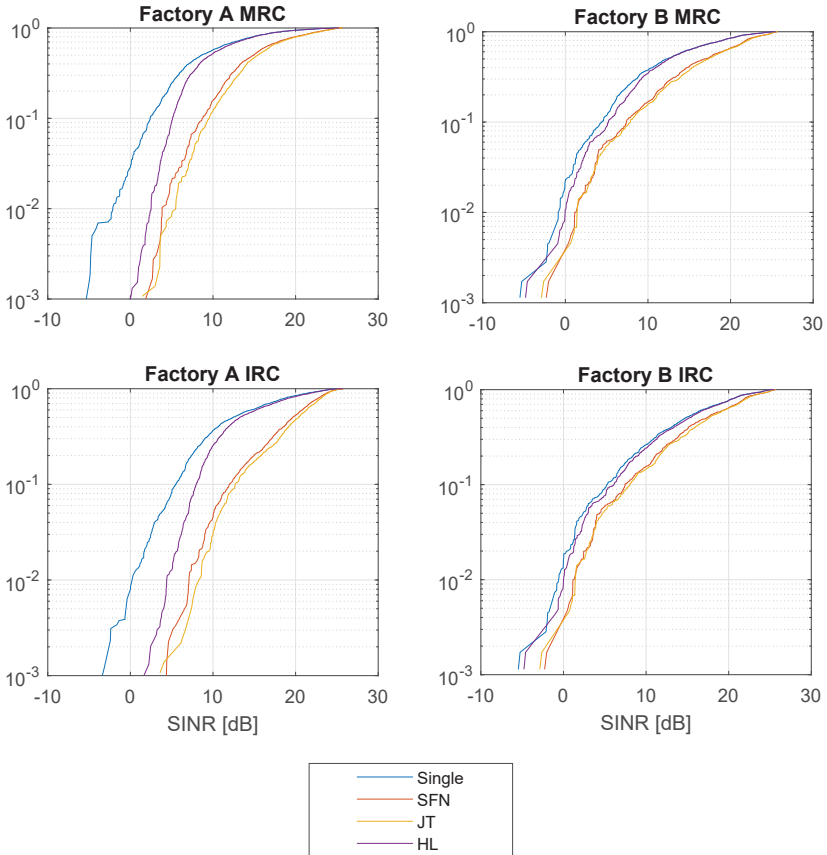 Factory A MRC
Factory B MRC
10^0
10^-1
10^-2
10^-3
-10 0 10 20 30
10^0
10^-1
10^-2
10^-3
-10 0 10 20 30
Factory A IRC
Factory B IRC
10^0
10^-1
10^-2
10^-3
-10 0 10 20 30
SINR [dB]
10^0
10^-1
10^-2
10^-3
-10 0 10 20 30
SINR [dB]
Single
SFN
JT
HL